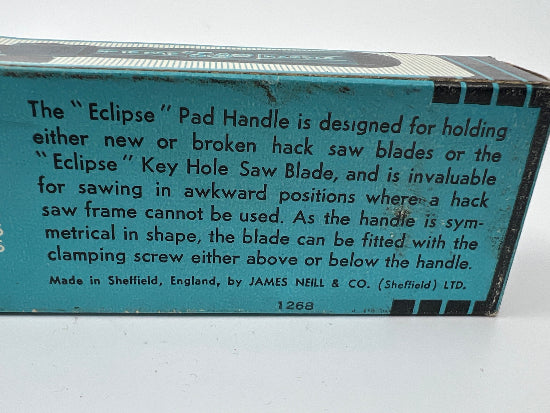 The "Eclipse" Pad Handle is designed for holding
either new or broken hack saw blades or the
"Eclipse" Key Hole Saw Blade, and is invaluable
for sawing in awkward positions where a hack
saw frame cannot be used. As the handle is sym-
metrical in shape, the blade can be fitted with the
clamping screw either above or below the handle.
Made in Sheffield, England, by JAMES NEILL & CO. (Sheffield) LTD.
1268